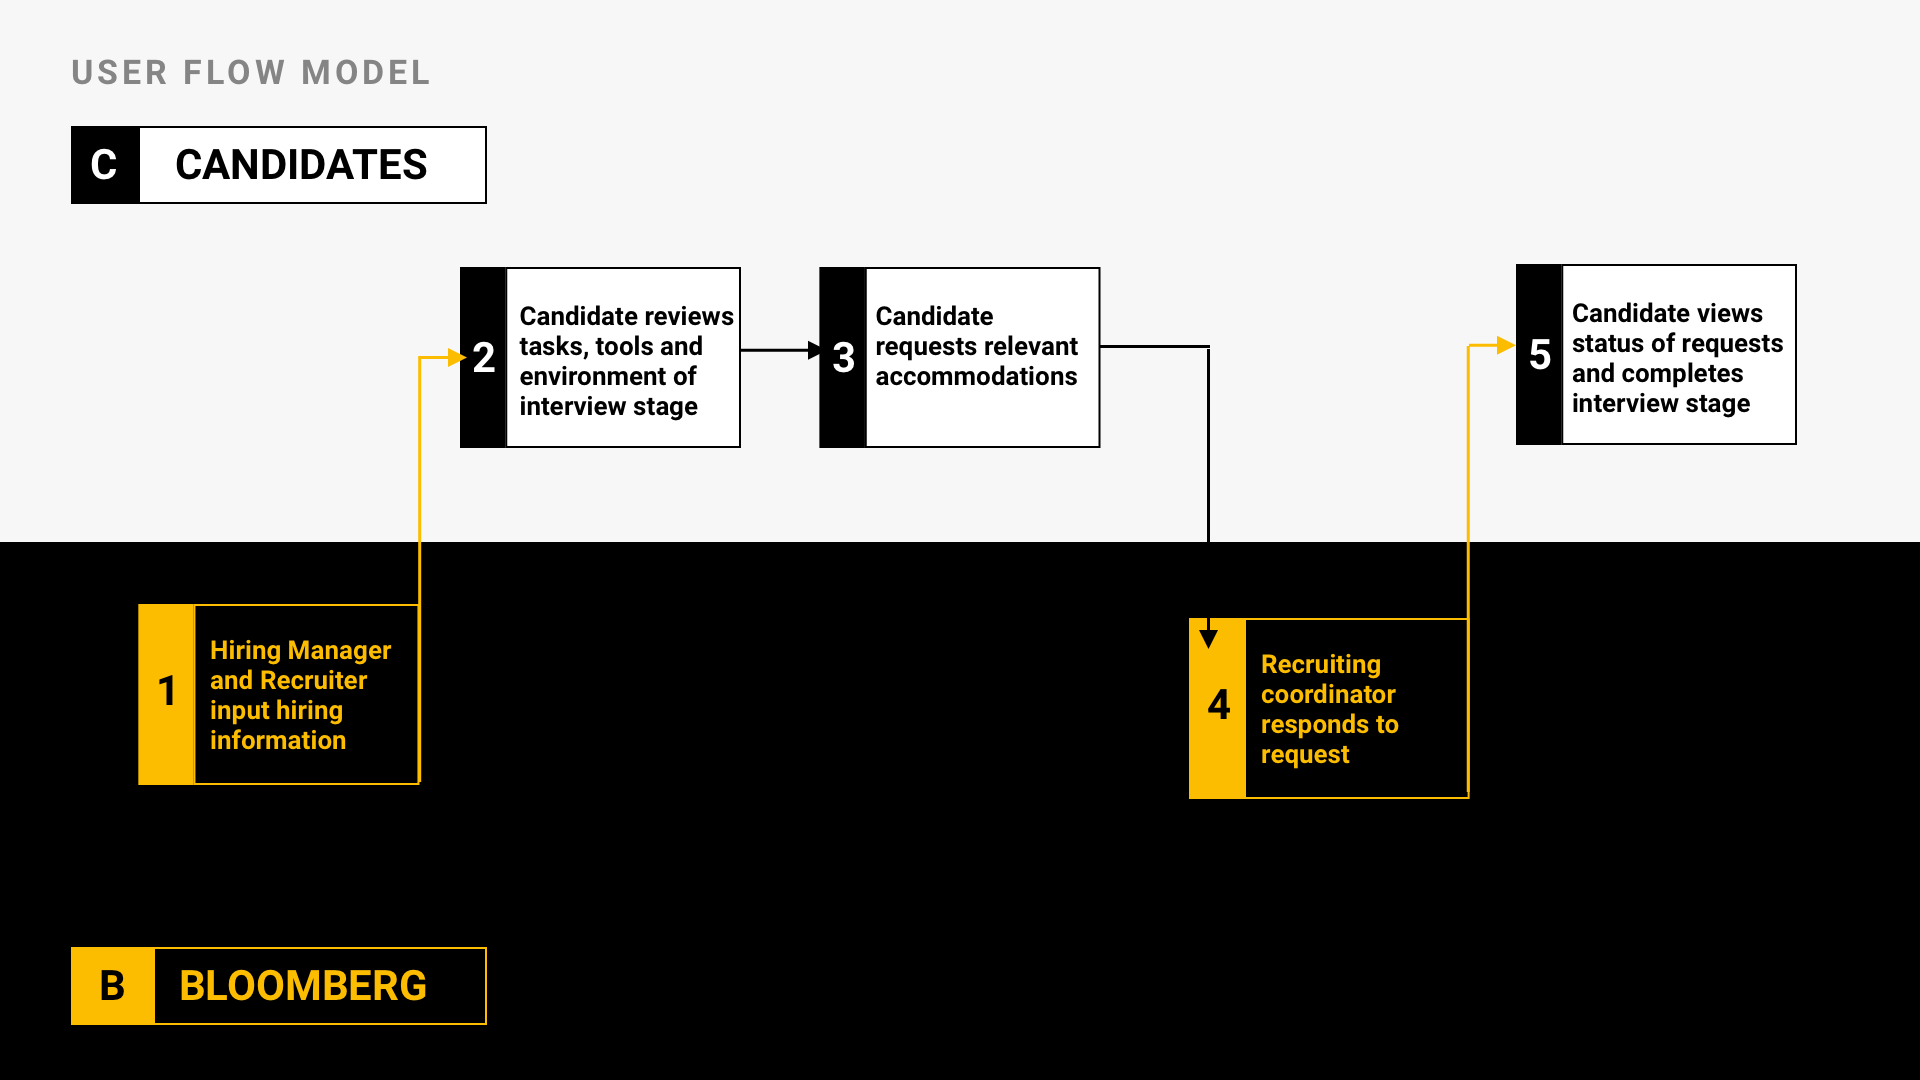 USER FLOW MODEL
C
CANDIDATES
2
Candidate reviews
tasks, tools and
environment of
interview stage
3
Candidate
requests relevant
accommodations
5
Candidate views
status of requests
and completes
interview stage
1
Hiring Manager
and Recruiter
input hiring
information
4
Recruiting
coordinator
responds to
request
B
BLOOMBERG